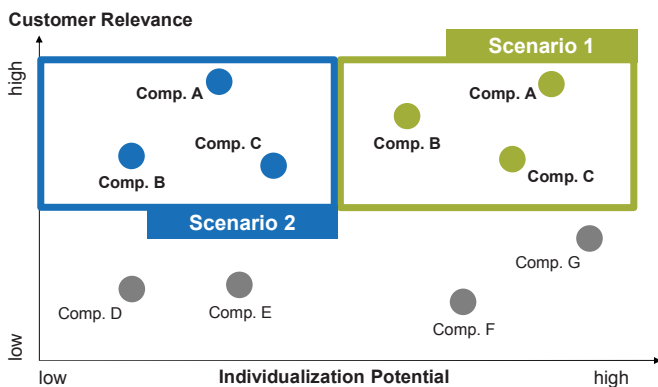 Customer Relevance
Scenario 1
high
Comp. A
Comp. A
Comp. B
Comp. C
Comp. B
Comp. C
Scenario 2
Comp. G
Comp. D
Comp. E
Comp. F
low
low
Individualization Potential
high